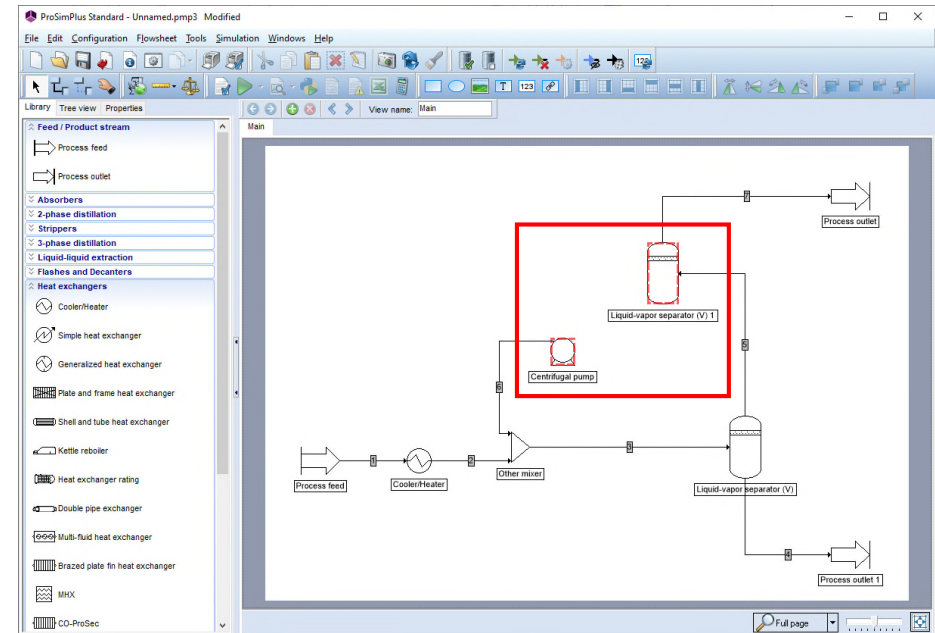 ProSimPlus Standard - Unnamed.pmp3 Modified
File Edit Configuration Flowsheet Tools Simulation Windows Help
123
T 123
Library Tree view Properties
View name: Main
Main
Feed / Product stream
Process feed
Process outlet
Absorbers
2-phase distillation
Strippers
3-phase distillation
Liquid-liquid extraction
Flashes and Decanters
Heat exchangers
Cooler/Heater
Simple heat exchanger
Generalized heat exchanger
Plate and frame heat exchanger
Shell and tube heat exchanger
Kettle reboiler
Heat exchanger rating
Double pipe exchanger
Multi-fluid heat exchanger
Brazed plate fin heat exchanger
MHX
CO-ProSec
7
Process outlet
Liquid-vapor separator (V) 1
5
Centrifugal pump
6
3
1
2
Process feed
Cooler/Heater
Other mixer
Liquid-vapor separator (V)
4
Process outlet 1
Full page